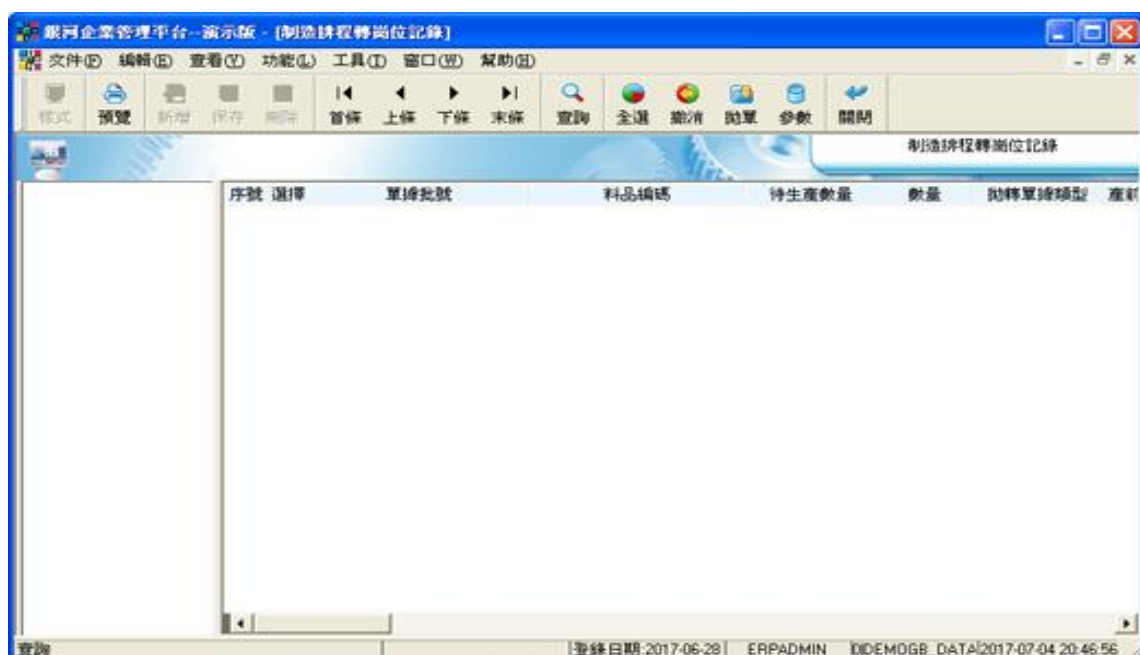 銀河企業管理平台--演示版 - [制造排程轉崗位記錄]
文件(F) 編輯(E) 查看(V) 功能(L) 工具(T) 窗口(W) 幫助(H)
樣式 預覽 新增 保存 刪除 首條 上條 下條 末條 查詢 全選 撤消 拋單 參數 關閉
制造排程轉崗位記錄
序號 選擇 單據批號 料品編碼 待生產數量 數量 拋轉單據類型 產前
查詢 登錄日期:2017-06-28 ERPADMIN DIDEMOGB_DATA 2017-07-04 20:46:56